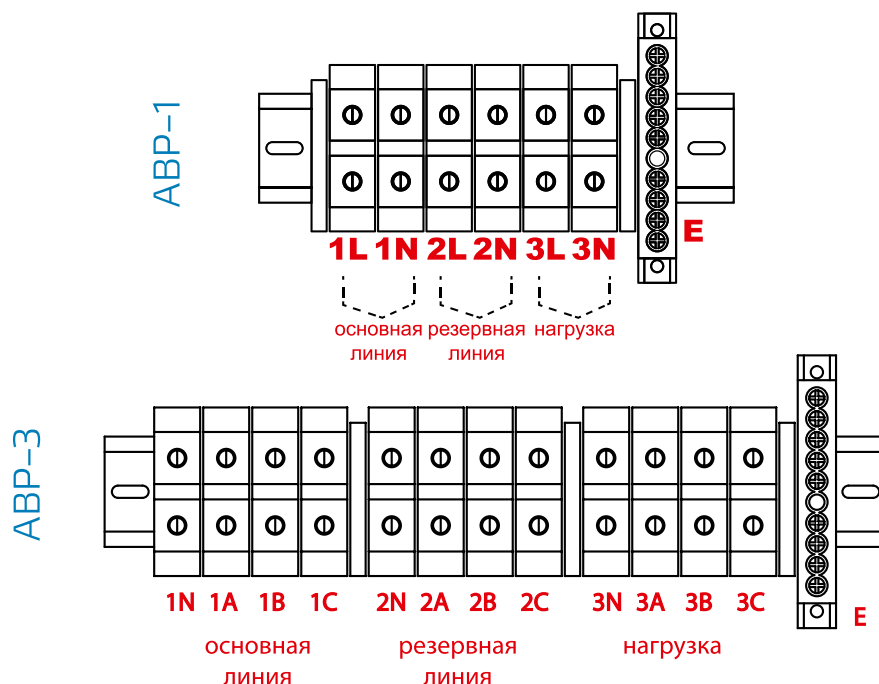 АВР–1
1L 1N 2L 2N 3L 3N E
основная резервная нагрузка
линия линия
АВР–3
1N 1A 1B 1C 2N 2A 2B 2C 3N 3A 3B 3C E
основная резервная нагрузка
линия линия